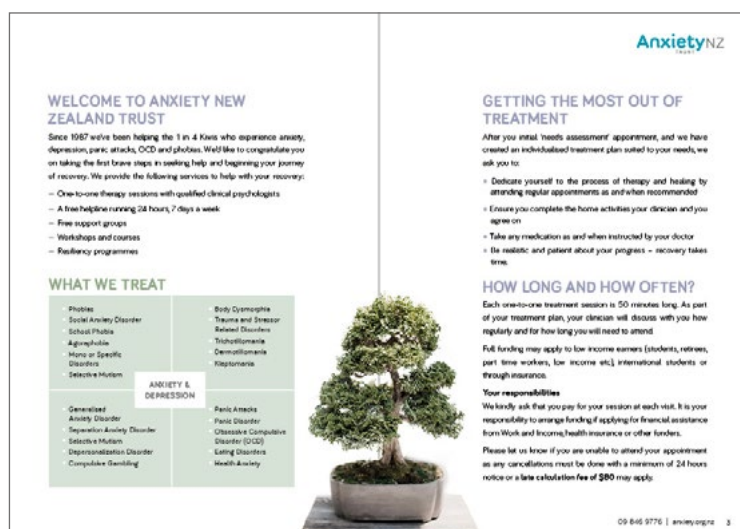 AnxietyNZ
TRUST
WELCOME TO ANXIETY NEW
ZEALAND TRUST
Since 1987 we've been helping the 1 in 4 Kiwis who experience anxiety,
depression, panic attacks, OCD and phobias. We'd like to congratulate you
on taking the first brave steps in seeking help and beginning your journey
of recovery. We provide the following services to help with your recovery:
– One-to-one therapy sessions with qualified clinical psychologists
– A free helpline running 24 hours, 7 days a week
– Free support groups
– Workshops and courses
– Resiliency programmes
WHAT WE TREAT
Phobias
Social Anxiety Disorder
School Phobia
Agoraphobia
Mono or Specific
Disorders
Selective Mutism
Body Dysmorphia
Trauma and Stressor
Related Disorders
Trichotillomania
Dermotillomania
Kleptomania
ANXIETY &
DEPRESSION
Generalised
Anxiety Disorder
Separation Anxiety Disorder
Selective Mutism
Depersonalization Disorder
Compulsive Gambling
Panic Attacks
Panic Disorder
Obsessive Compulsive
Disorder (OCD)
Eating Disorders
Health Anxiety
GETTING THE MOST OUT OF
TREATMENT
After you initial 'needs assessment' appointment, and we have
created an individualised treatment plan suited to your needs, we
ask you to:
Dedicate yourself to the process of therapy and healing by
attending regular appointments as and when recommended
Ensure you complete the home activities your clinician and you
agree on
Take any medication as and when instructed by your doctor
Be realistic and patient about your progress – recovery takes
time.
HOW LONG AND HOW OFTEN?
Each one-to-one treatment session is 50 minutes long. As part
of your treatment plan, your clinician will discuss with you how
regularly and for how long you will need to attend
Full funding may apply to low income earners (students, retirees,
part time workers, low income etc), international students or
through insurance.
Your responsibilities
We kindly ask that you pay for your session at each visit. It is your
responsibility to arrange funding if applying for financial assistance
from Work and Income, health insurance or other funders.
Please let us know if you are unable to attend your appointment
as any cancellations must be done with a minimum of 24 hours
notice or a late calculation fee of $80 may apply.
09 846 9776 | anxiety.org.nz 3